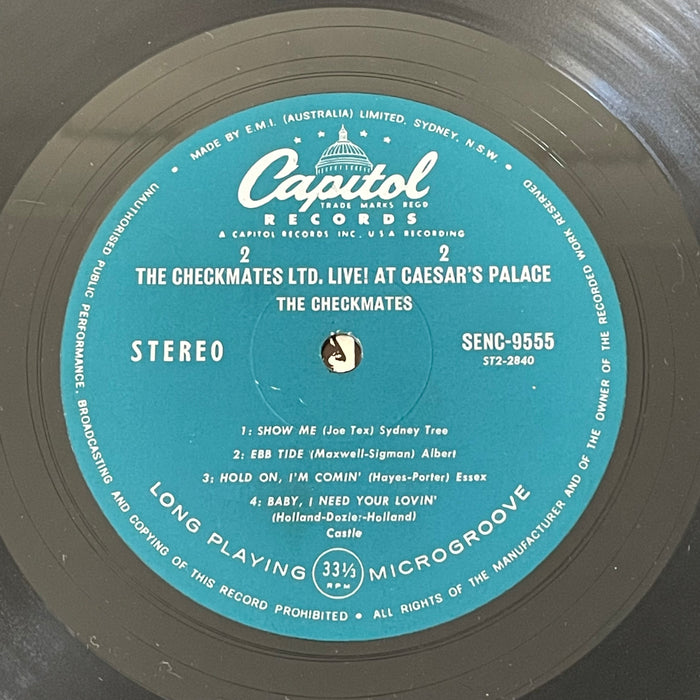 MADE BY E.M.I. (AUSTRALIA) LIMITED, SYDNEY, N.S.W. •
Capitol
TRADE MARKS REGD
RECORDS
A CAPITOL RECORDS INC. U S A RECORDING
2 2
THE CHECKMATES LTD. LIVE! AT CAESAR'S PALACE
THE CHECKMATES
STEREO
SENC-9555
ST2-2840
1: SHOW ME (Joe Tex) Sydney Tree
2: EBB TIDE (Maxwell-Sigman) Albert
3: HOLD ON, I'M COMIN' (Hayes-Porter) Essex
4: BABY, I NEED YOUR LOVIN'
(Holland-Dozier-Holland)
Castle
LONG PLAYING 33 1/3 RPM MICROGROOVE
UNAUTHORISED PUBLIC PERFORMANCE, BROADCASTING AND COPYING OF THIS RECORD PROHIBITED • ALL RIGHTS OF THE MANUFACTURER AND OF THE OWNER OF THE RECORDED WORK RESERVED